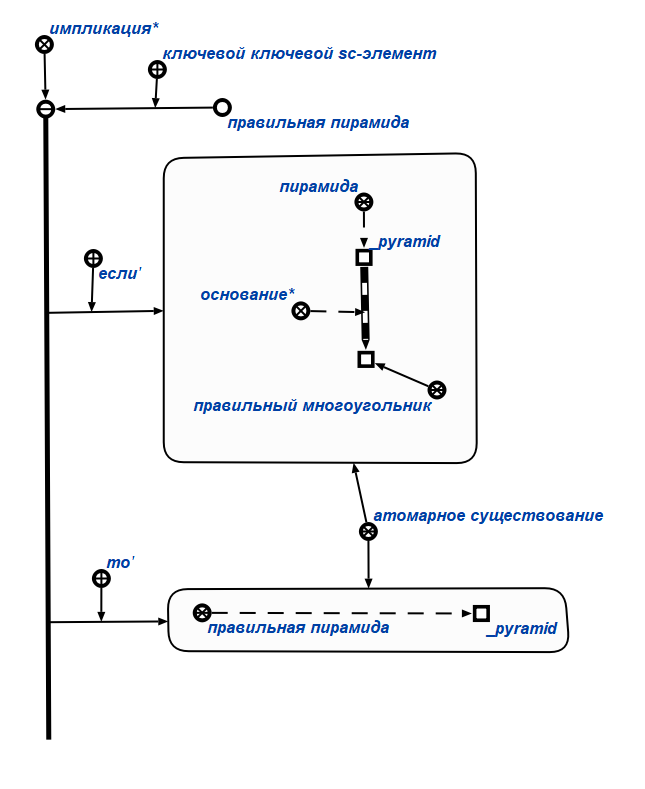 импликация*
ключевой ключевой sc-элемент
правильная пирамида
пирамида
_pyramid
если'
основание*
правильный многоугольник
атомарное существование
то'
правильная пирамида
_pyramid